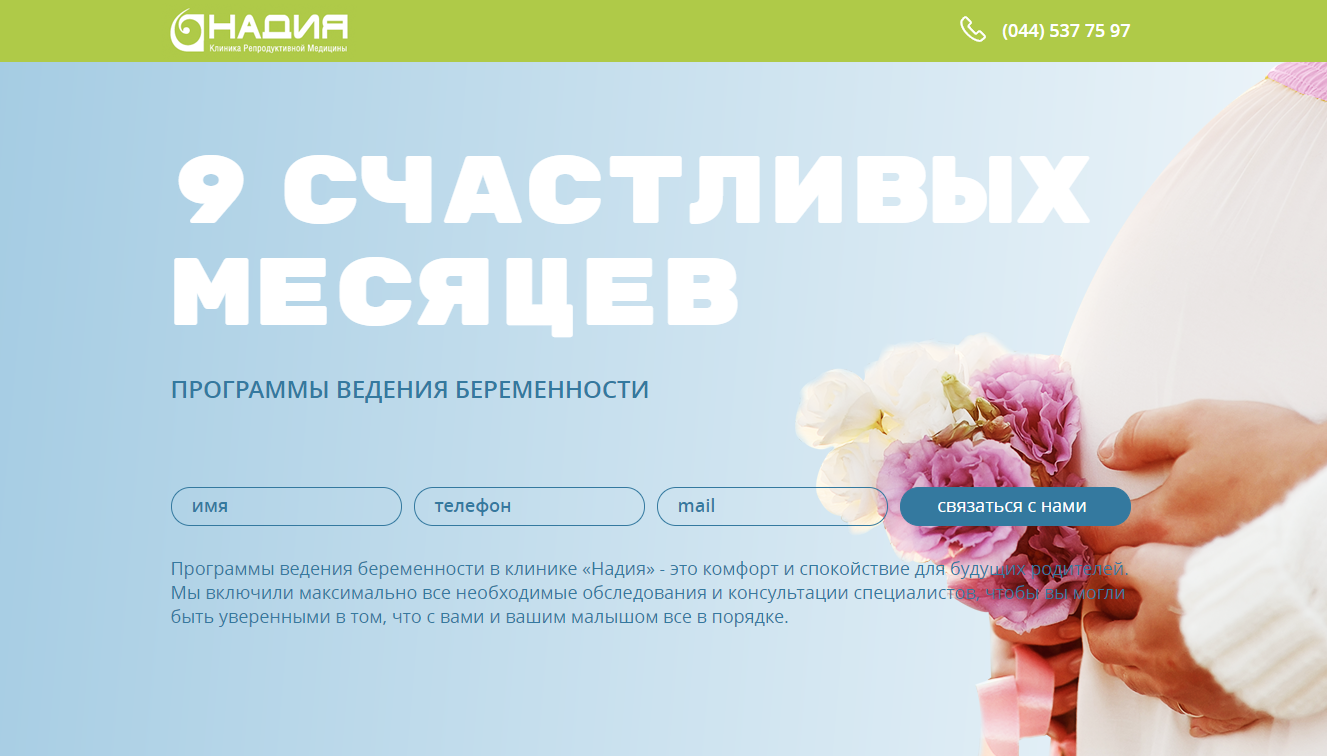 НАДИЯ
Клиника Репродуктивной Медицины
(044) 537 75 97
9 СЧАСТЛИВЫХ
МЕСЯЦЕВ
ПРОГРАММЫ ВЕДЕНИЯ БЕРЕМЕННОСТИ
имя
телефон
mail
связаться с нами
Программы ведения беременности в клинике «Надия» - это комфорт и спокойствие для будущих родителей.
Мы включили максимально все необходимые обследования и консультации специалистов, чтобы вы могли
быть уверенными в том, что с вами и вашим малышом все в порядке.